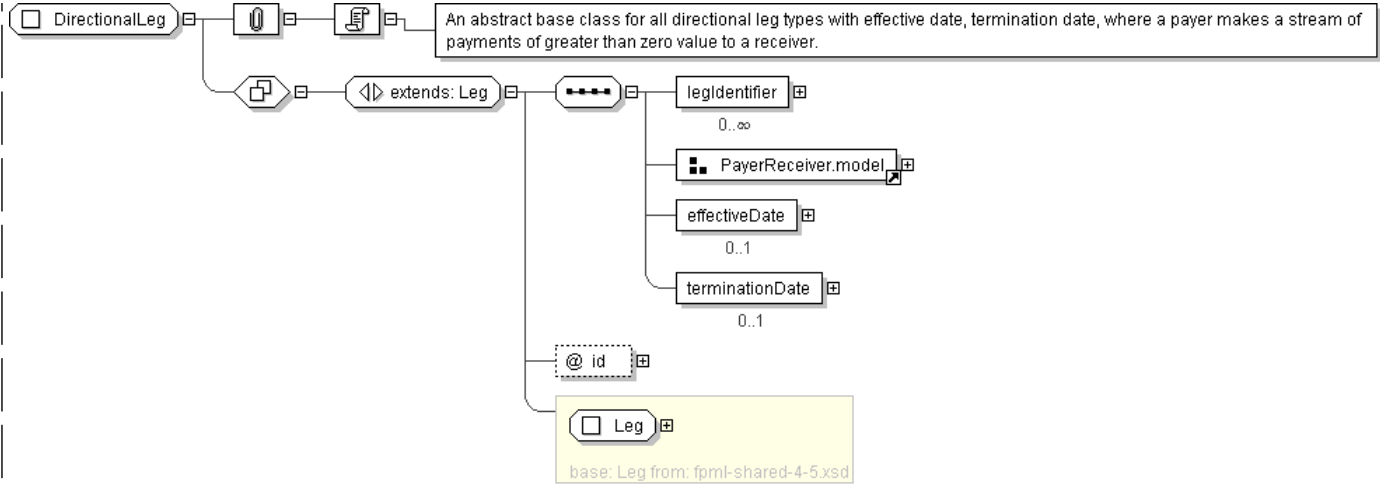 DirectionalLeg
An abstract base class for all directional leg types with effective date, termination date, where a payer makes a stream of
payments of greater than zero value to a receiver.
extends: Leg
legIdentifier
0..∞
PayerReceiver.model
effectiveDate
0..1
terminationDate
0..1
@ id
Leg
base: Leg from: fpml-shared-4-5.xsd